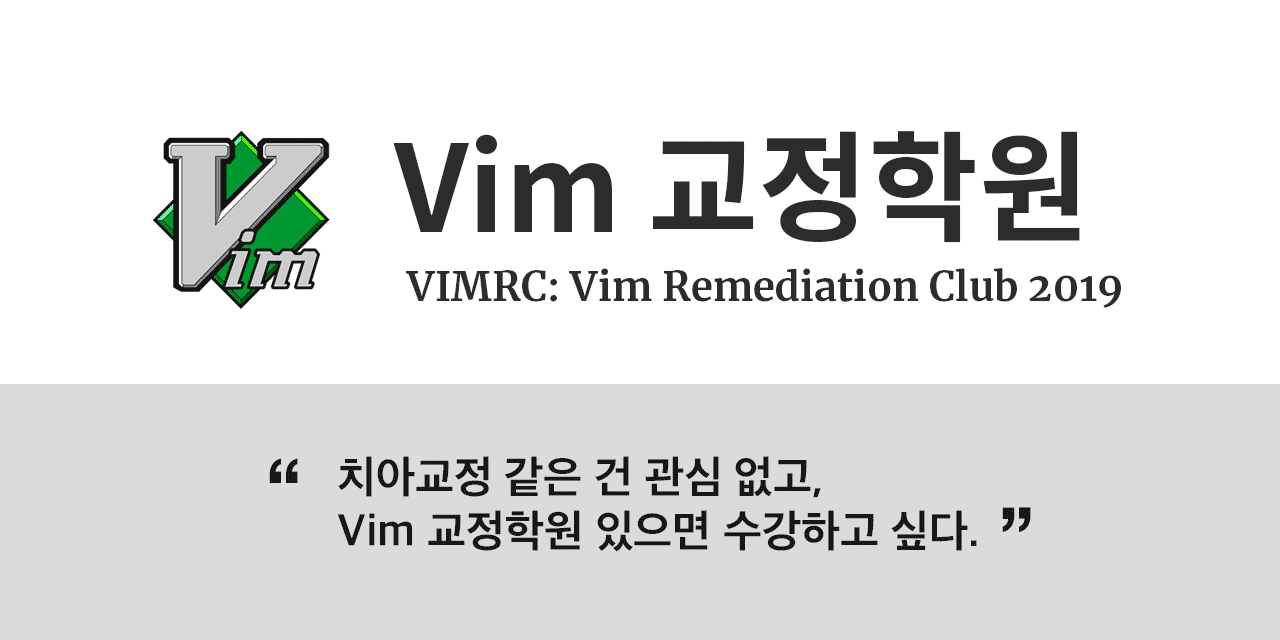 Vim
Vim 교정학원
VIMRC: Vim Remediation Club 2019
“ 치아교정 같은 건 관심 없고,
Vim 교정학원 있으면 수강하고 싶다. ”